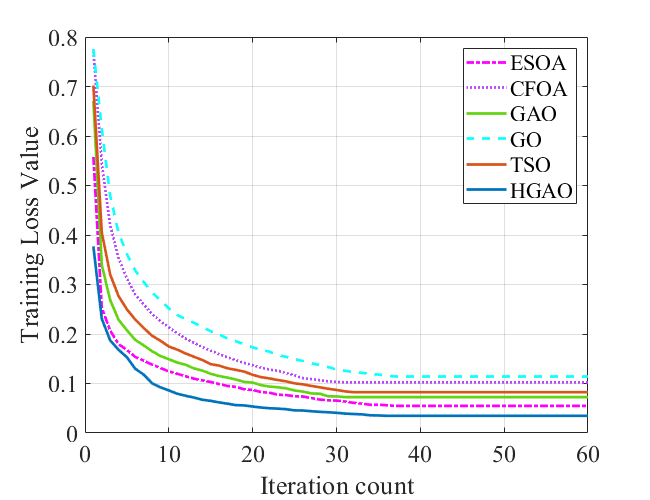 0.8
0.7
0.6
0.5
0.4
0.3
0.2
0.1
0
Training Loss Value
ESOA
CFOA
GAO
GO
TSO
HGAO
0 10 20 30 40 50 60
Iteration count